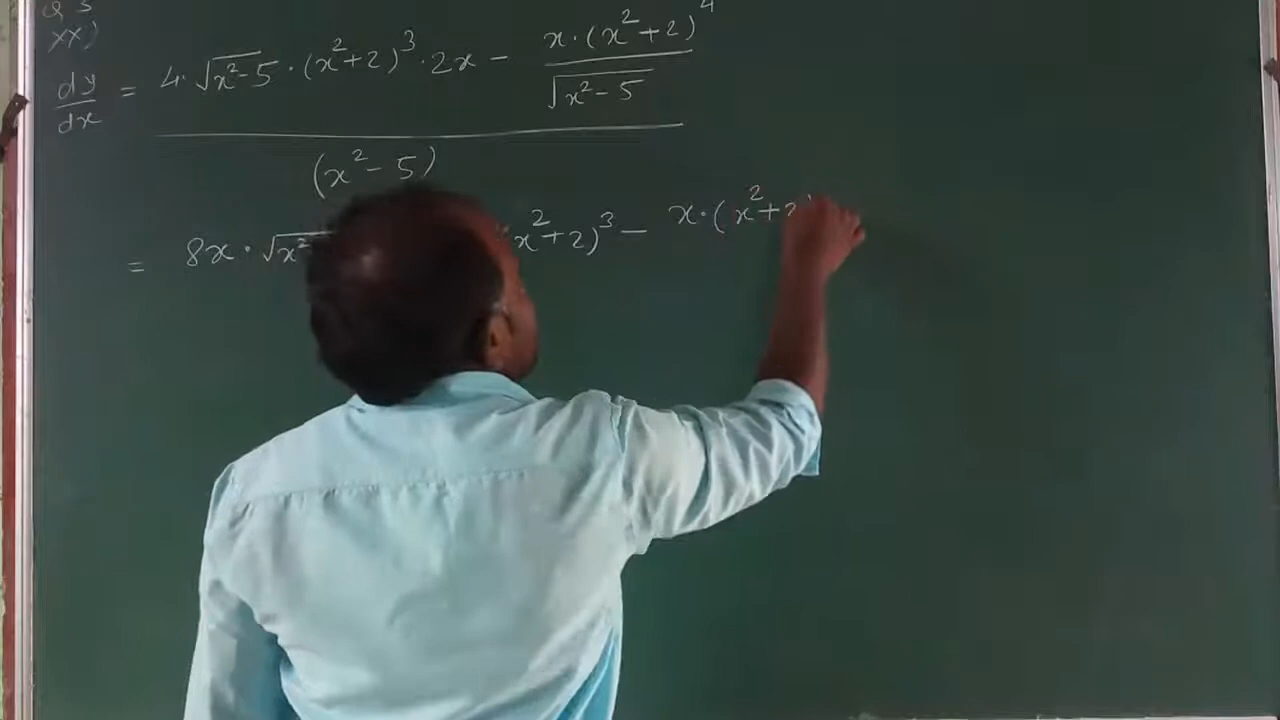 xx)
dy/dx = 4·√x²-5 · (x²+2)³ · 2x - x·(x²+2)⁴/√x²-5
(x²-5)
= 8x · √x² x²+2)³ - x·(x²+2